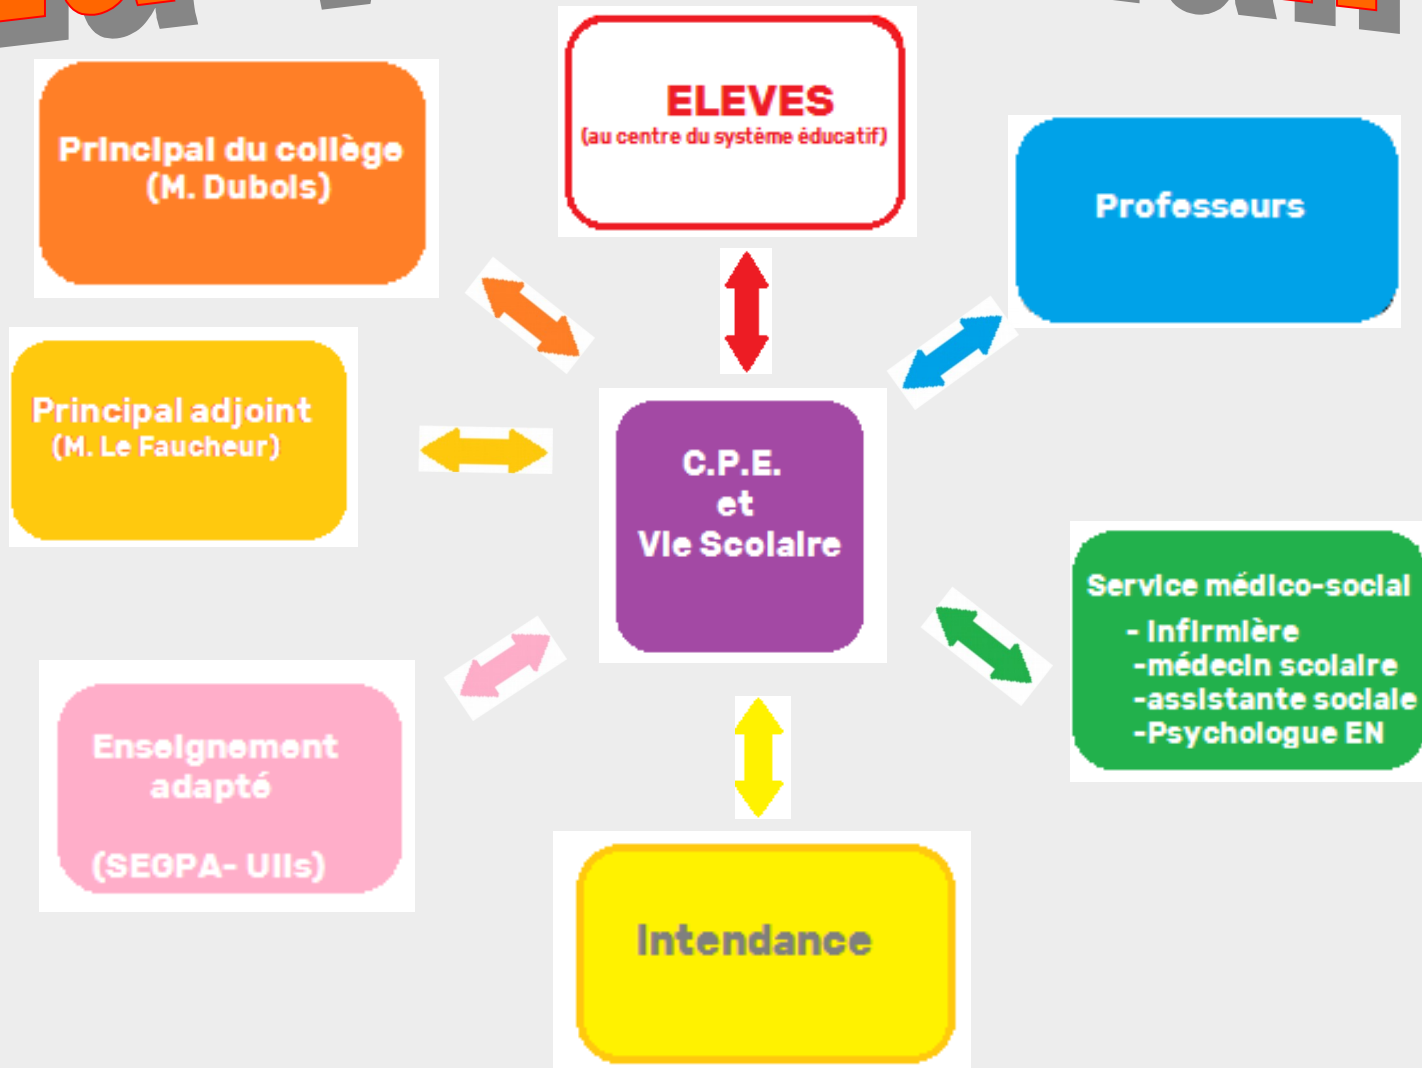 ELEVES
(au centre du système éducatif)
Principal du collège
(M. Dubois)
Professeurs
Principal adjoint
(M. Le Faucheur)
C.P.E.
et
Vie Scolaire
Service médico-social
- Infirmière
-médecin scolaire
-assistante sociale
-Psychologue EN
Enseignement
adapté
(SEGPA- Ulis)
Intendance